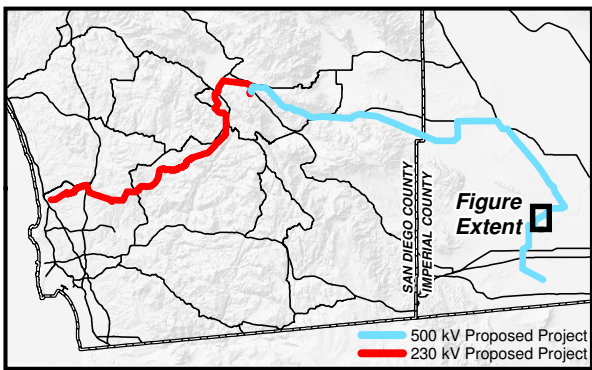 SAN DIEGO COUNTY
IMPERIAL COUNTY
Figure
Extent
500 kV Proposed Project
230 kV Proposed Project